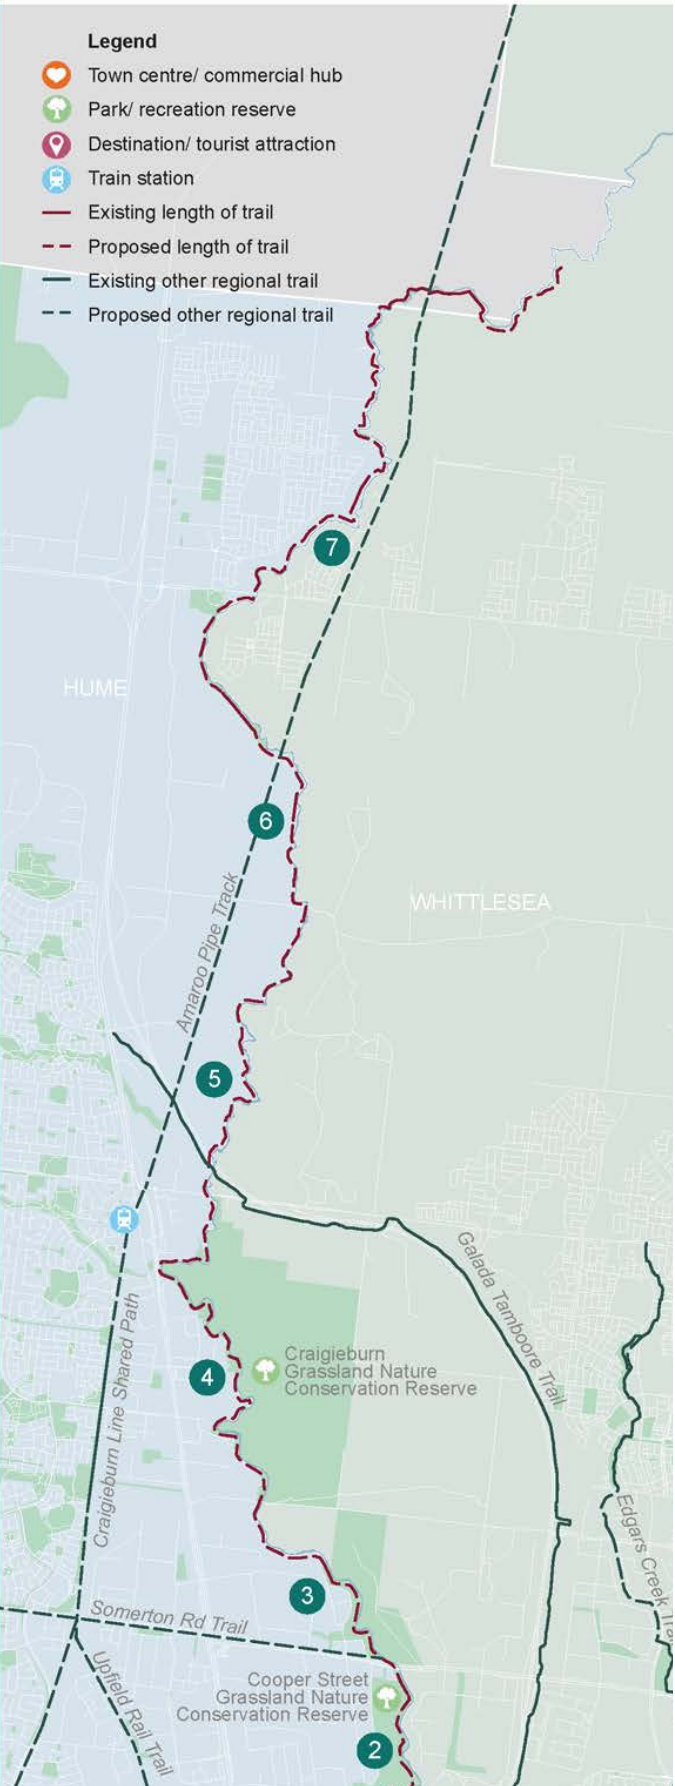 Legend
Town centre/ commercial hub
Park/ recreation reserve
Destination/ tourist attraction
Train station
Existing length of trail
Proposed length of trail
Existing other regional trail
Proposed other regional trail
7
HUME
6
WHITTLESEA
Amaroo Pipe Track
5
Galada Tamboore Trail
Craigieburn Line Shared Path
Craigieburn
Grassland Nature
Conservation Reserve
4
Edgars Creek Tra
3
Somerton Rd Trail
Upfield Rail Trail
Cooper Street
Grassland Nature
Conservation Reserve
2